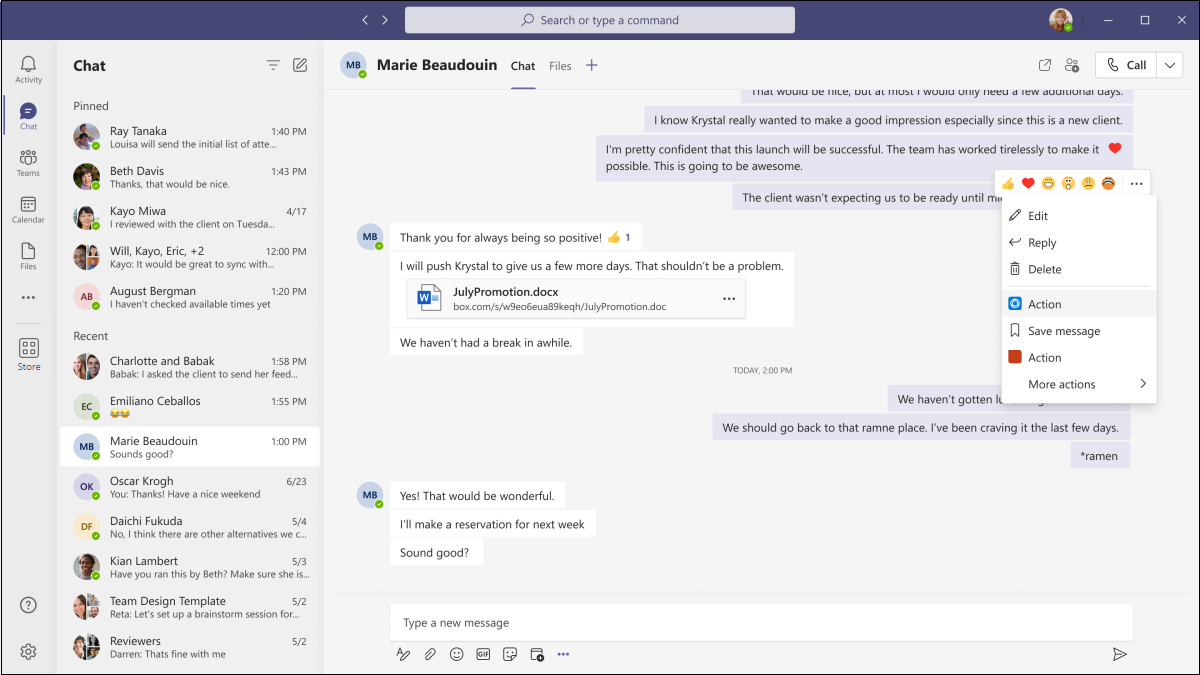 Search or type a command
Activity
Chat
Teams
Calendar
Files
Store
Chat
Pinned
Ray Tanaka 1:40 PM
Louisa will send the initial list of atte...
Beth Davis 1:43 PM
Thanks, that would be nice.
Kayo Miwa 4/17
I reviewed with the client on Tuesda...
Will, Kayo, Eric, +2 12:00 PM
Kayo: It would be great to sync with...
AB
August Bergman 1:20 PM
I haven't checked available times yet
Recent
Charlotte and Babak 1:58 PM
Babak: I asked the client to send her feed...
EC
Emiliano Ceballos 1:55 PM
😂😂
MB
Marie Beaudouin 1:00 PM
Sounds good?
OK
Oscar Krogh 6/23
You: Thanks! Have a nice weekend
DF
Daichi Fukuda 5/4
No, I think there are other alternatives we c...
Kian Lambert 5/3
Have you ran this by Beth? Make sure she is...
Team Design Template 5/2
Reta: Let's set up a brainstorm session for...
Reviewers 5/2
Darren: Thats fine with me
MB Marie Beaudouin Chat Files Call
That would be nice, but at most I would only need a few additional days.
I know Krystal really wanted to make a good impression especially since this is a new client.
I'm pretty confident that this launch will be successful. The team has worked tirelessly to make it
possible. This is going to be awesome.
The client wasn't expecting us to be ready until
MB
Thank you for always being so positive! 👍 1
I will push Krystal to give us a few more days. That shouldn't be a problem.
W
JulyPromotion.docx
box.com/s/w9eo6eua89keqh/JulyPromotion.doc
We haven't had a break in awhile.
TODAY, 2:00 PM
We haven't gotten
We should go back to that ramne place. I've been craving it the last few days.
*ramen
MB
Yes! That would be wonderful.
I'll make a reservation for next week
Sound good?
Edit
Reply
Delete
Action
Save message
Action
More actions
Type a new message
GIF